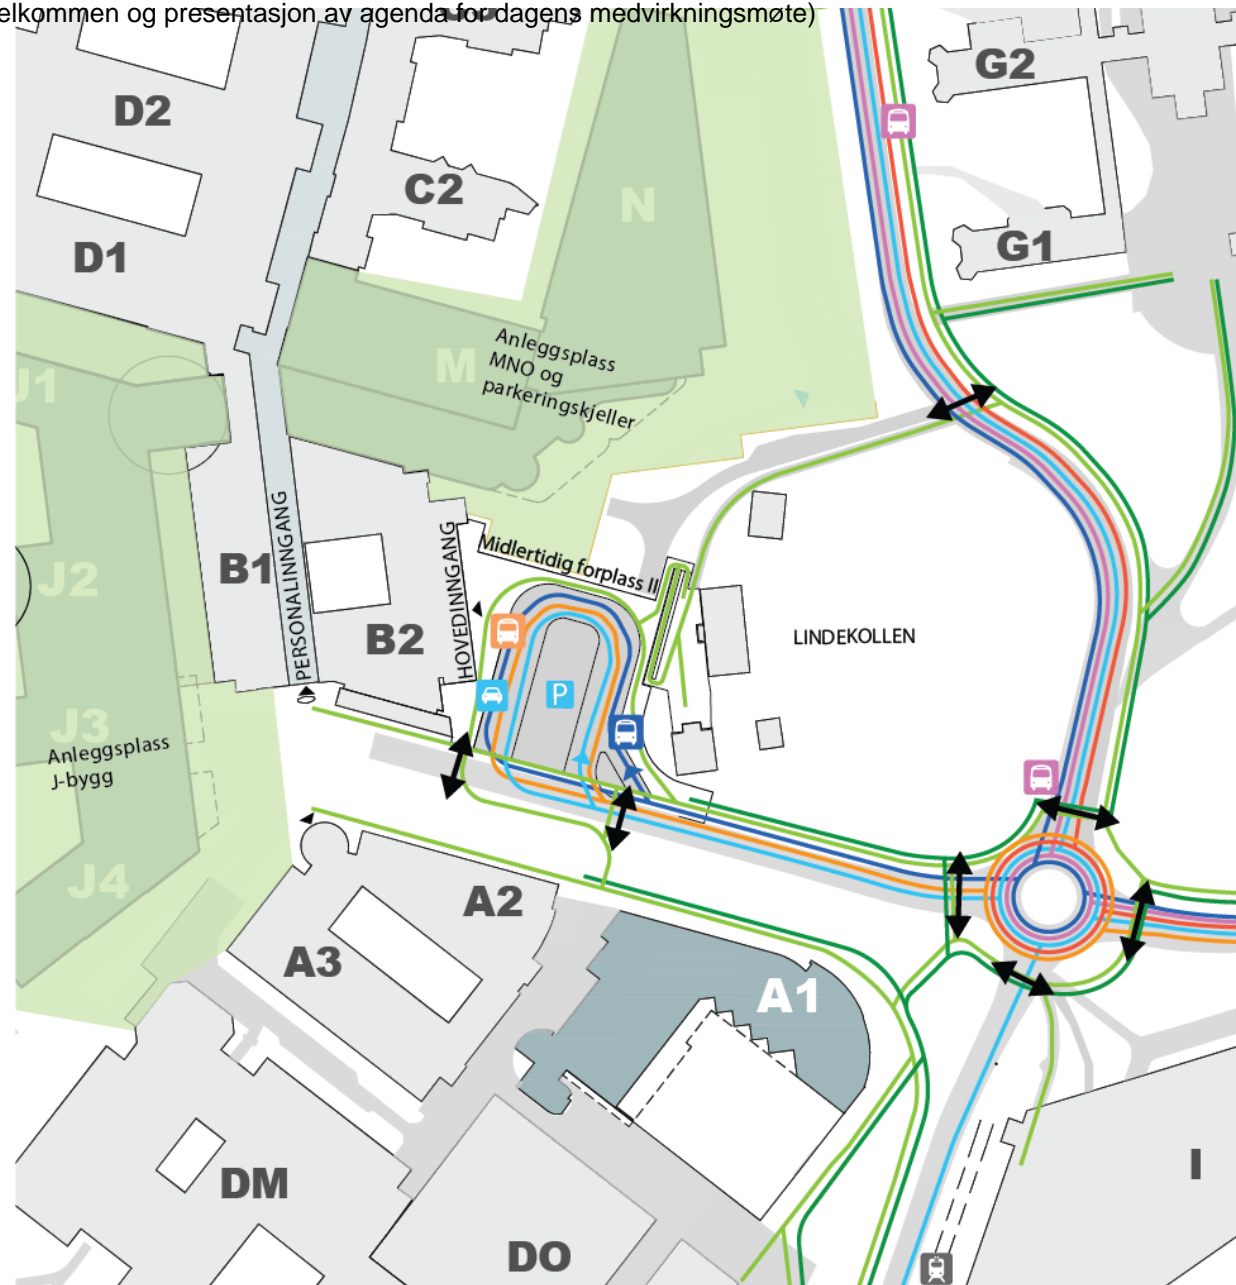 elkommen og presentasjon av agenda for dagens medvirkningsmøte)
G2
D2
C2
N
D1
G1
Anleggsplass
MNO og
parkeringskjeller
M
J1
PERSONALINNGANG
HOVEDINNGANG
Midlertidig forplass II
B1
J2
B2
LINDEKOLLEN
P
J3
Anleggsplass
J-bygg
J4
A2
A3
A1
I
DM
DO